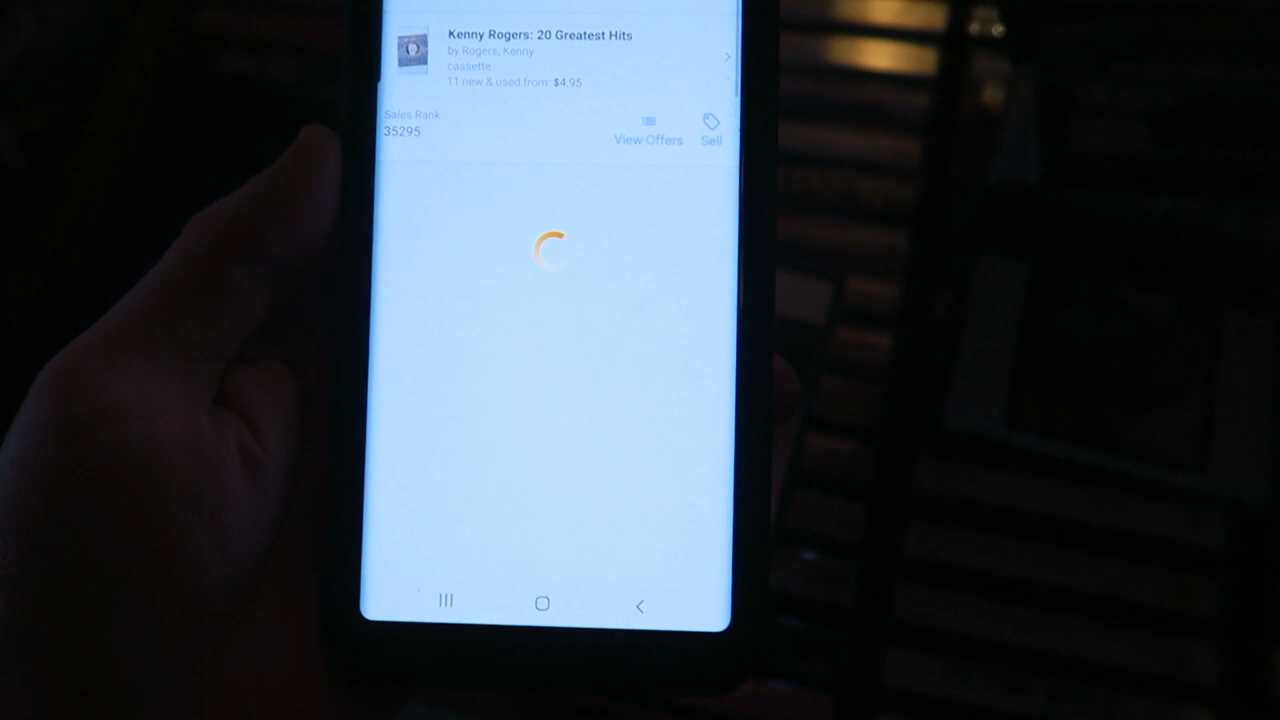 Kenny Rogers: 20 Greatest Hits
by Rogers, Kenny
cassette
11 new & used from: $4.95
Sales Rank
35295
View Offers
Sell